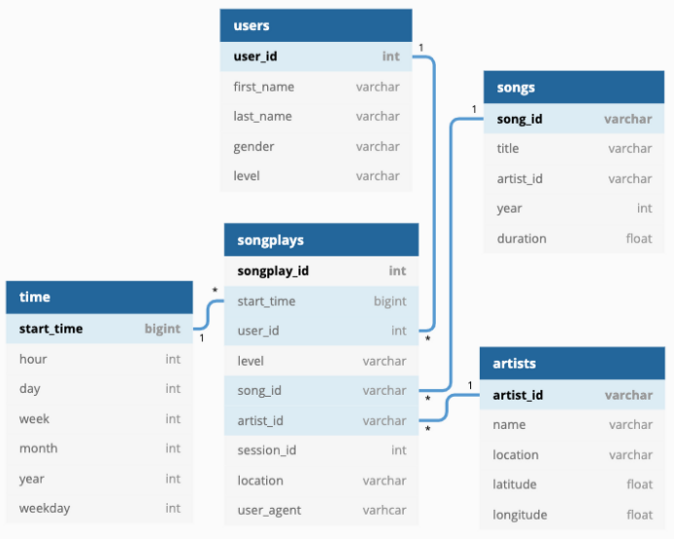 users
user_id int
first_name varchar
last_name varchar
gender varchar
level varchar
1
songs
song_id varchar
title varchar
artist_id varchar
year int
duration float
1
songplays
songplay_id int
start_time bigint
user_id int
level varchar
song_id varchar
artist_id varchar
session_id int
location varchar
user_agent varhcar
*
*
*
*
time
start_time bigint
hour int
day int
week int
month int
year int
weekday int
1
artists
artist_id varchar
name varchar
location varchar
latitude float
longitude float
1